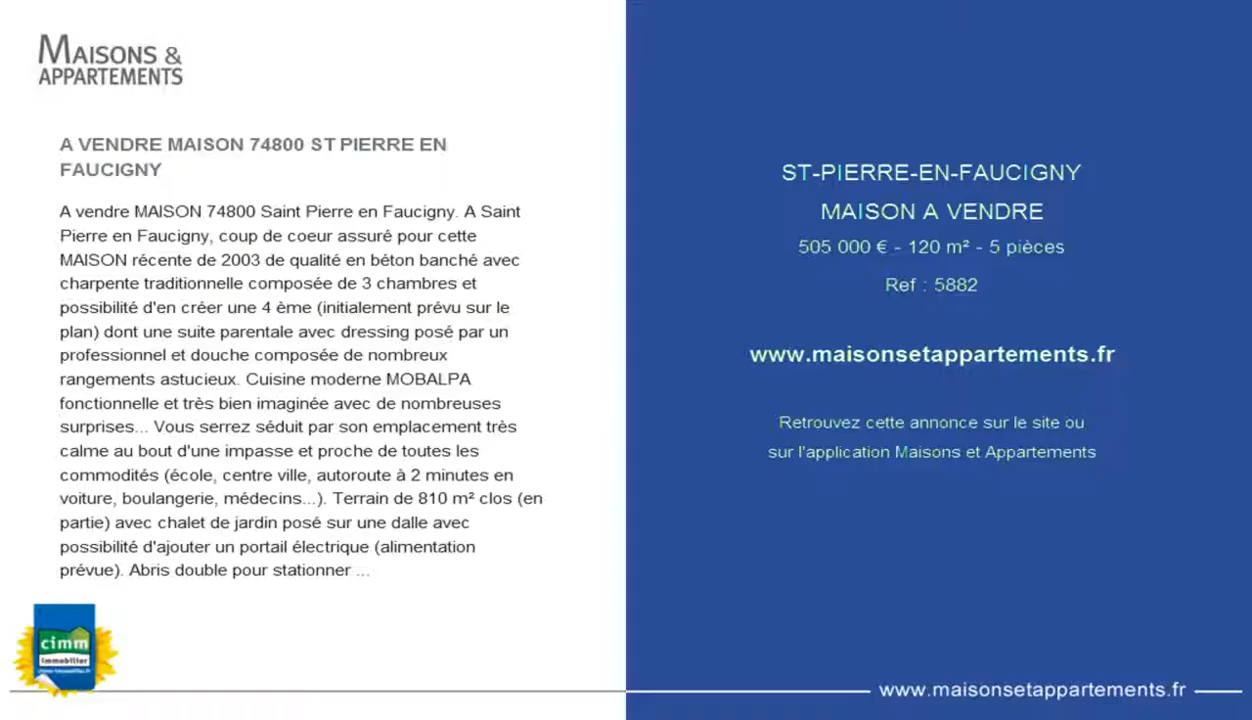 MAISONS &
APPARTEMENTS
A VENDRE MAISON 74800 ST PIERRE EN
FAUCIGNY
A vendre MAISON 74800 Saint Pierre en Faucigny. A Saint
Pierre en Faucigny, coup de coeur assuré pour cette
MAISON récente de 2003 de qualité en béton banché avec
charpente traditionnelle composée de 3 chambres et
possibilité d'en créer une 4 ème (initialement prévu sur le
plan) dont une suite parentale avec dressing posé par un
professionnel et douche composée de nombreux
rangements astucieux. Cuisine moderne MOBALPA
fonctionnelle et très bien imaginée avec de nombreuses
surprises... Vous serrez séduit par son emplacement très
calme au bout d'une impasse et proche de toutes les
commodités (école, centre ville, autoroute à 2 minutes en
voiture, boulangerie, médecins...). Terrain de 810 m² clos (en
partie) avec chalet de jardin posé sur une dalle avec
possibilité d'ajouter un portail électrique (alimentation
prévue). Abris double pour stationner ...
cimm
immobilier
ST-PIERRE-EN-FAUCIGNY
MAISON A VENDRE
505 000 € - 120 m² - 5 pièces
Ref : 5882
www.maisonsetappartements.fr
Retrouvez cette annonce sur le site ou
sur l'application Maisons et Appartements
www.maisonsetappartements.fr